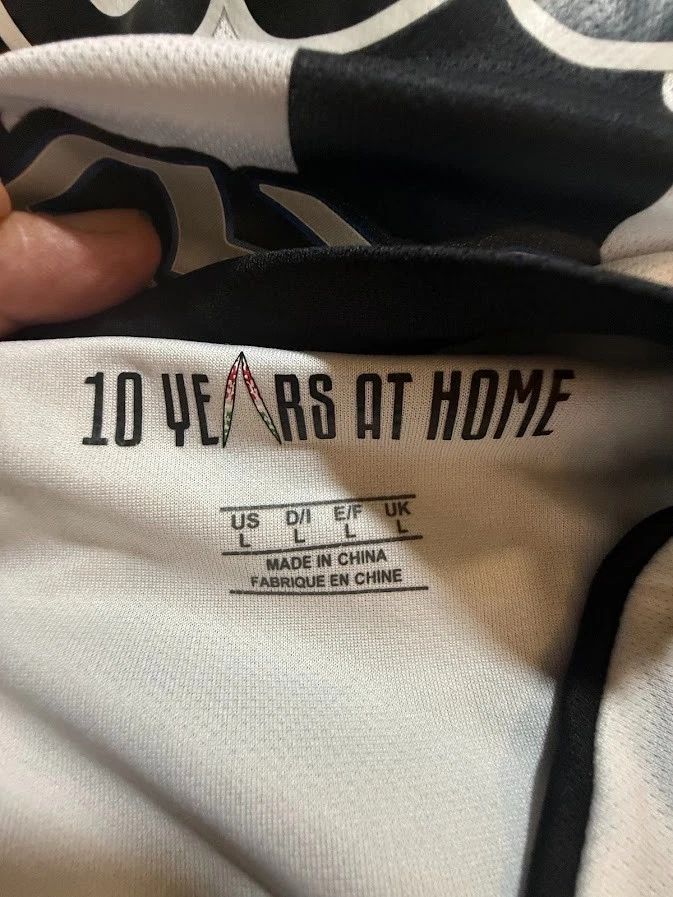 10 YEARS AT HOME
US D/I E/F UK
L L L L
MADE IN CHINA
FABRIQUE EN CHINE